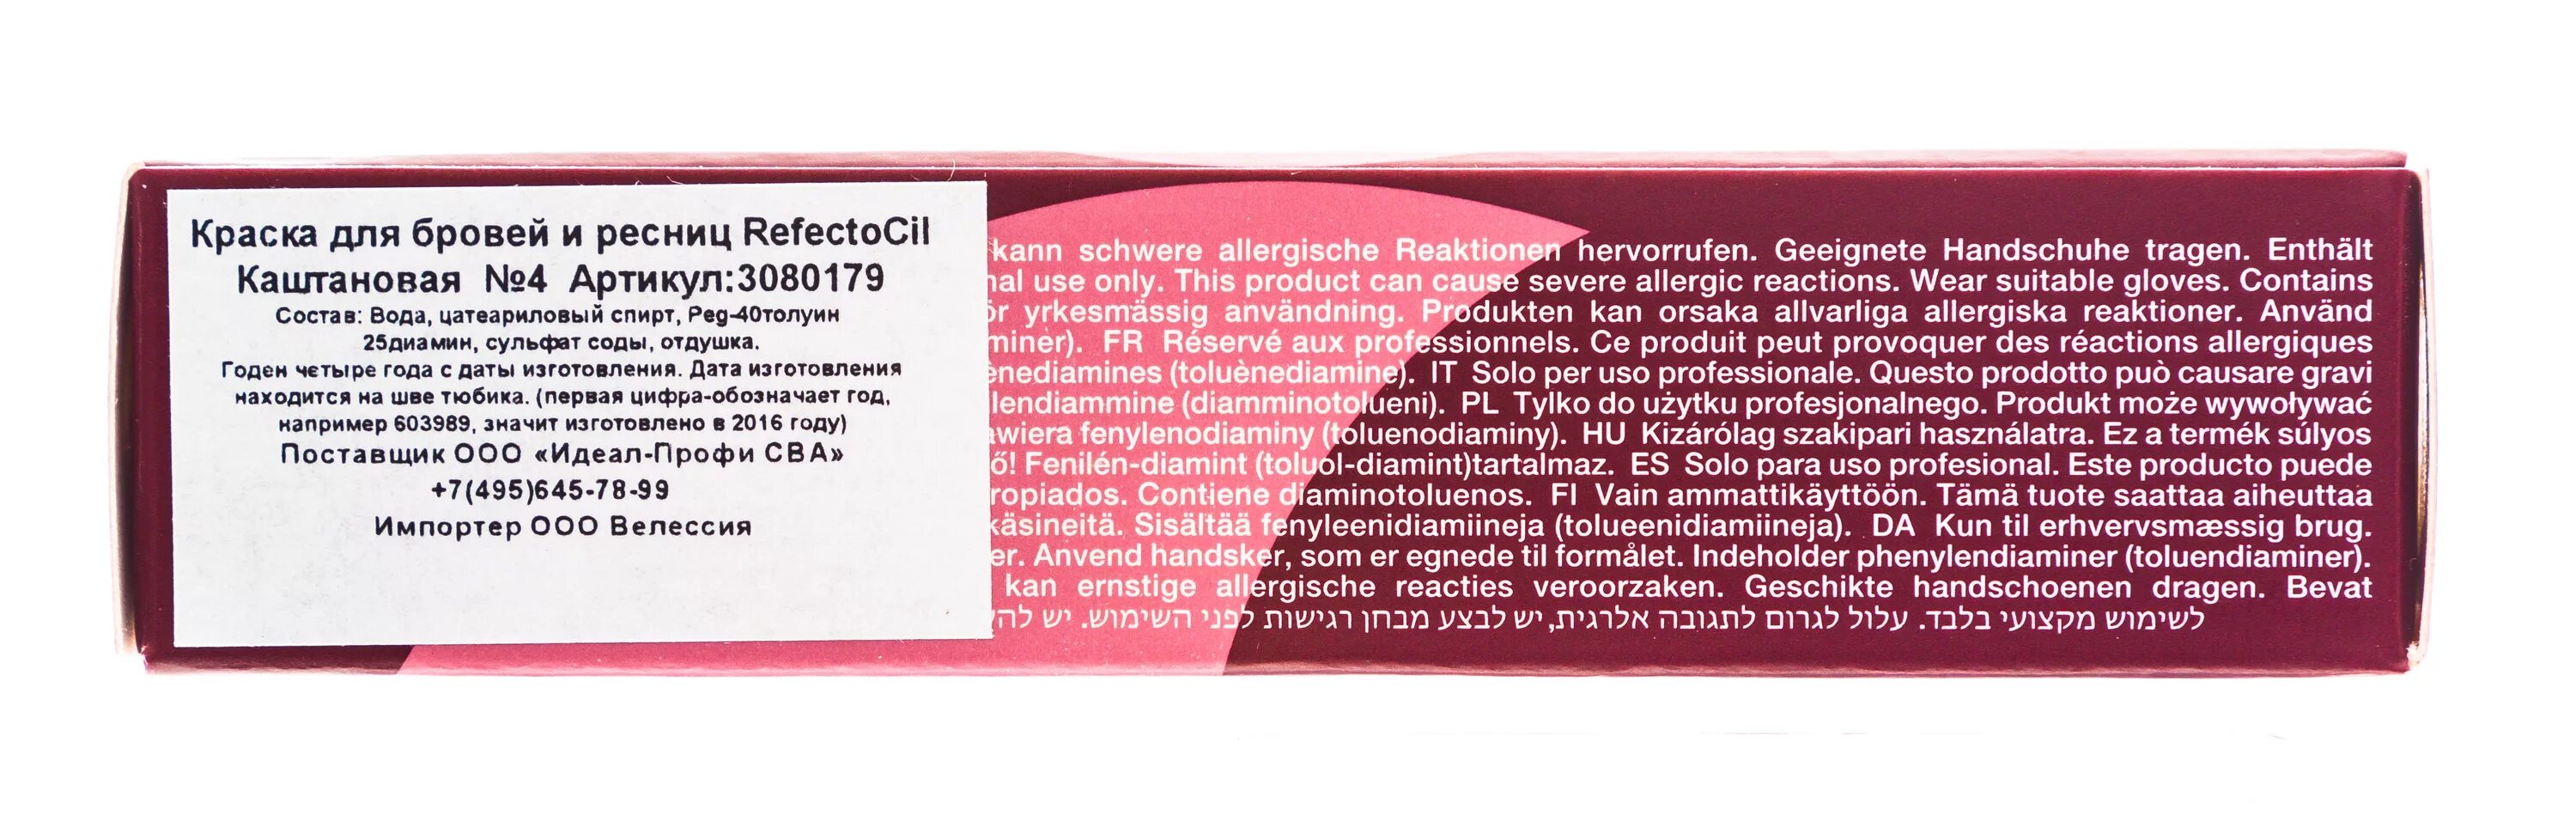 Краска для бровей и ресниц RefectoCil
Каштановая №4 Артикул:3080179
Состав: Вода, цатеариловый спирт, Peg-40толуин
25диамин, сульфат соды, отдушка.
Годен четыре года с даты изготовления. Дата изготовления
находится на шве тюбика. (первая цифра-обозначает год,
например 603989, значит изготовлено в 2016 году)
Поставщик ООО «Идеал-Профи СВА»
+7(495)645-78-99
Импортер ООО Велессия
kann schwere allergische Reaktionen hervorrufen. Geeignete Handschuhe tragen. Enthält
use only. This product can cause severe allergic reactions. Wear suitable gloves. Contains
yrkesmässig användning. Produkten kan orsaka allvarliga allergiska reaktioner. Använd
FR Réservé aux professionnels. Ce produit peut provoquer des réactions allergiques
(toluènediamine). IT Solo per uso professionale. Questo prodotto può causare gravi
(diamminotolueni). PL Tylko do użytku profesjonalnego. Produkt może wywoływać
fenylenodiaminy (toluenodiaminy). HU Kizárólag szakipari használatra. Ez a termék súlyos
Fenilén-diamint (toluol-diamint)tartalmaz. ES Solo para uso profesional. Este producto puede
Contiene diaminotoluenos. FI Vain ammattikäyttöön. Tämä tuote saattaa aiheuttaa
Sisältää fenyleenidiamiineja (tolueenidiamiineja). DA Kun til erhvervsmæssig brug.
Anvend handsker, som er egnede til formålet. Indeholder phenylendiaminer (toluendiaminer).
kan ernstige allergische reacties veroorzaken. Geschikte handschoenen dragen. Bevat
לשימוש מקצועי בלבד. עלול לגרום לתגובה אלרגית, יש לבצע מבחן רגישות לפני השימוש. יש